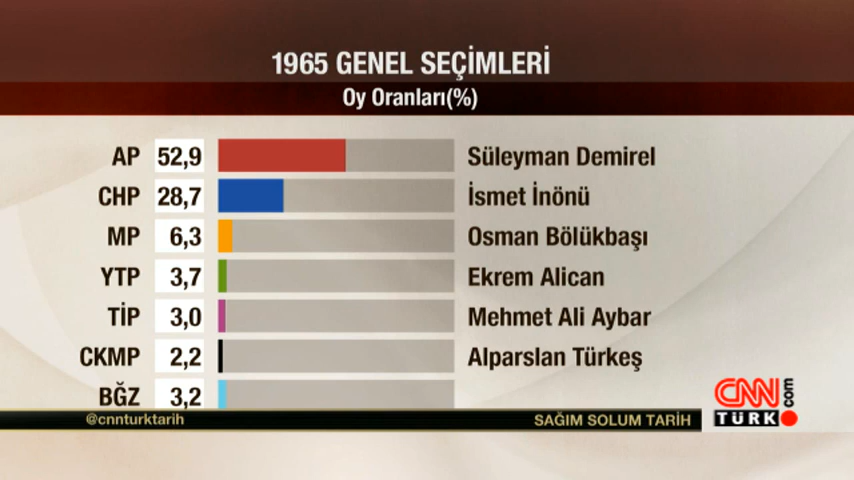 1965 GENEL SEÇİMLERİ
Oy Oranları(%)
AP 52,9 Süleyman Demirel
CHP 28,7 İsmet İnönü
MP 6,3 Osman Bölükbaşı
YTP 3,7 Ekrem Alican
TİP 3,0 Mehmet Ali Aybar
CKMP 2,2 Alparslan Türkeş
BĞZ 3,2
@cnnturktarih SAĞIM SOLUM TARİH
CNN TÜRK .com